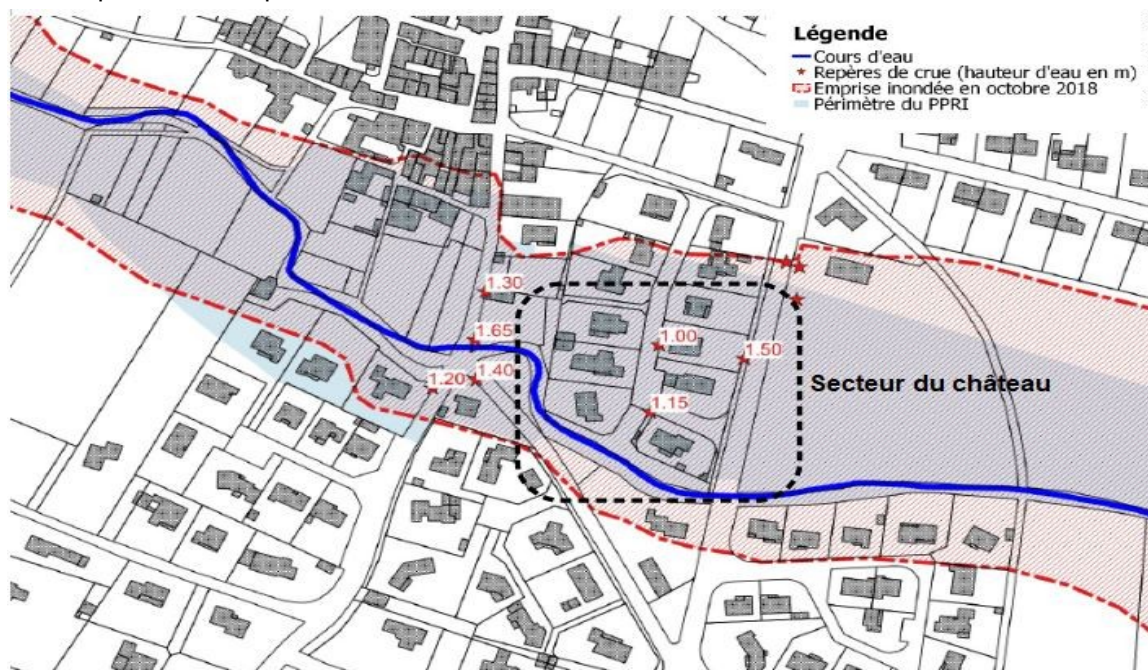 Légende
Cours d'eau
Repères de crue (hauteur d'eau en m)
Emprise inondée en octobre 2018
Périmètre du PPRI
1.30
1.65
1.00
1.50
1.40
1.20
Secteur du château
1.15